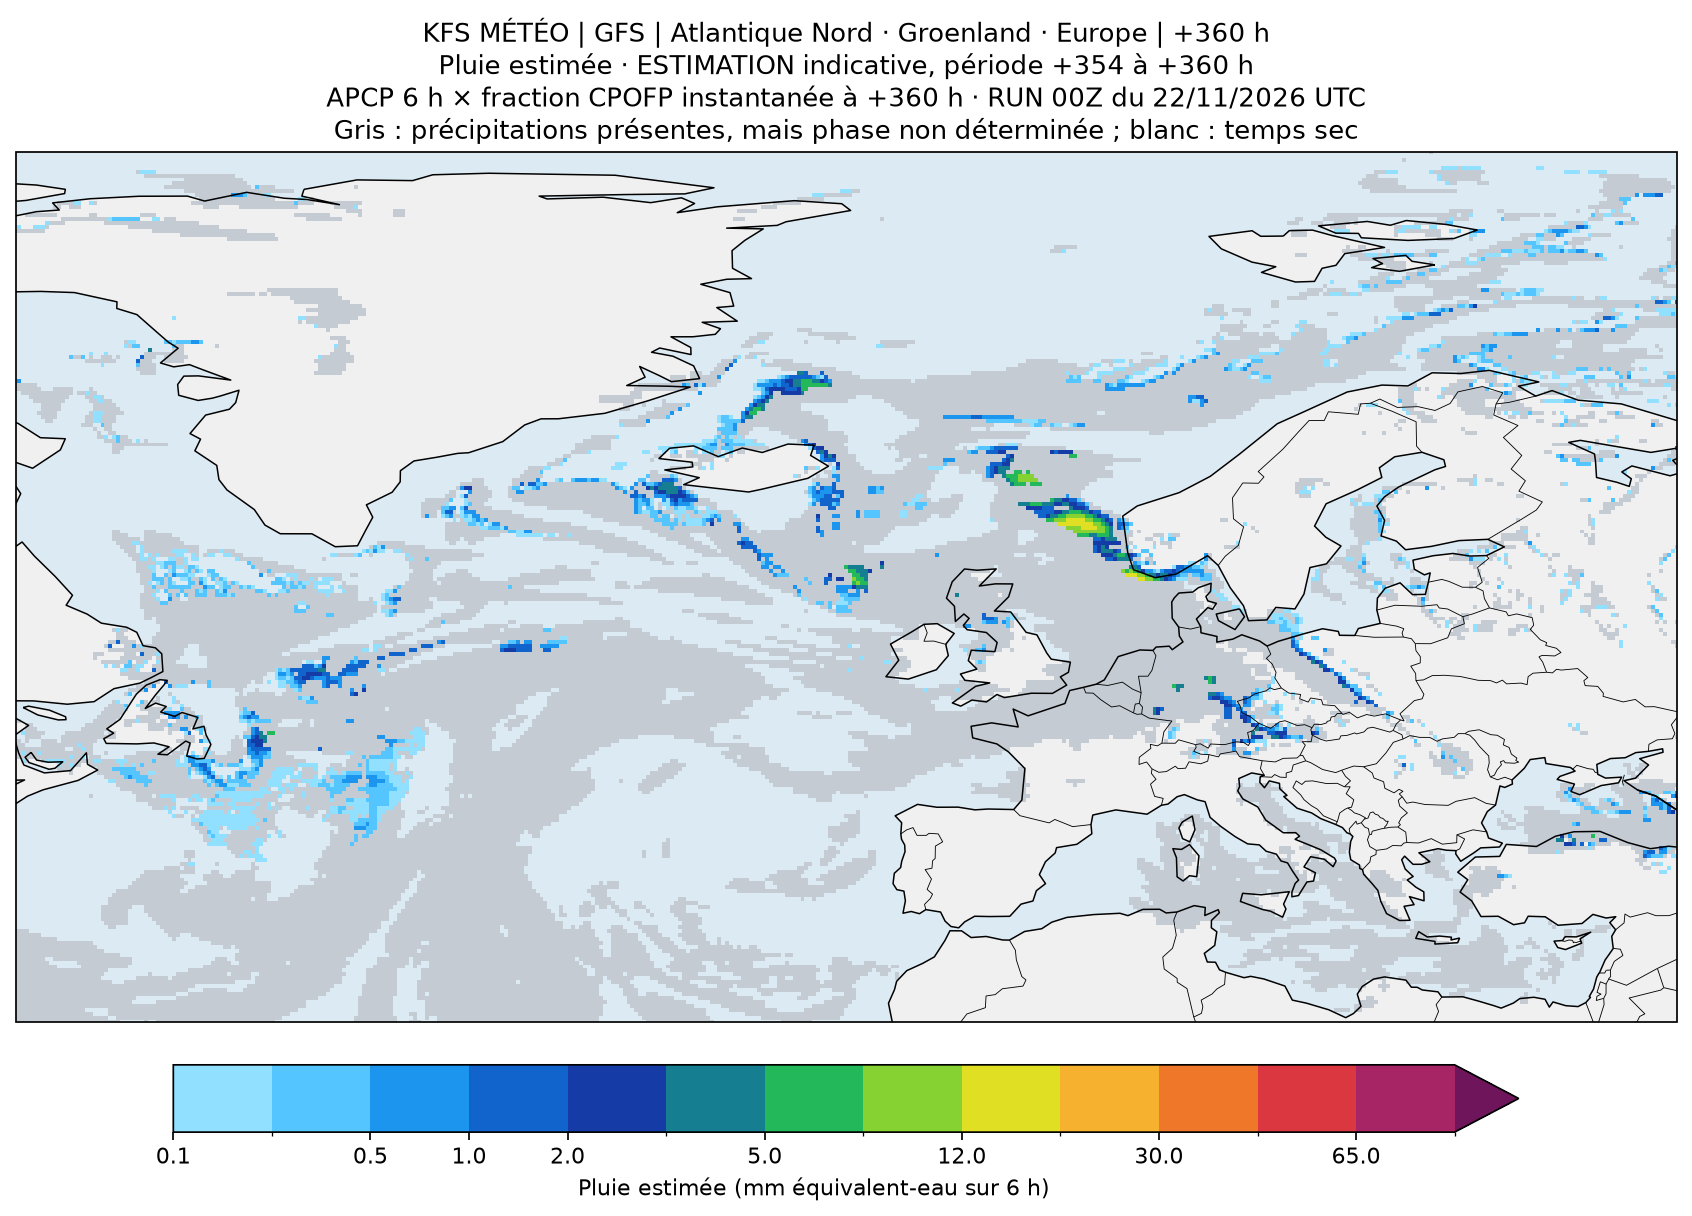 KFS MÉTÉO | GFS | Atlantique Nord · Groenland · Europe | +360 h
Pluie estimée · ESTIMATION indicative, période +354 à +360 h
APCP 6 h × fraction CPOFP instantanée à +360 h · RUN 00Z du 22/11/2026 UTC
Gris : précipitations présentes, mais phase non déterminée ; blanc : temps sec
0.1 0.5 1.0 2.0 5.0 12.0 30.0 65.0
Pluie estimée (mm équivalent-eau sur 6 h)